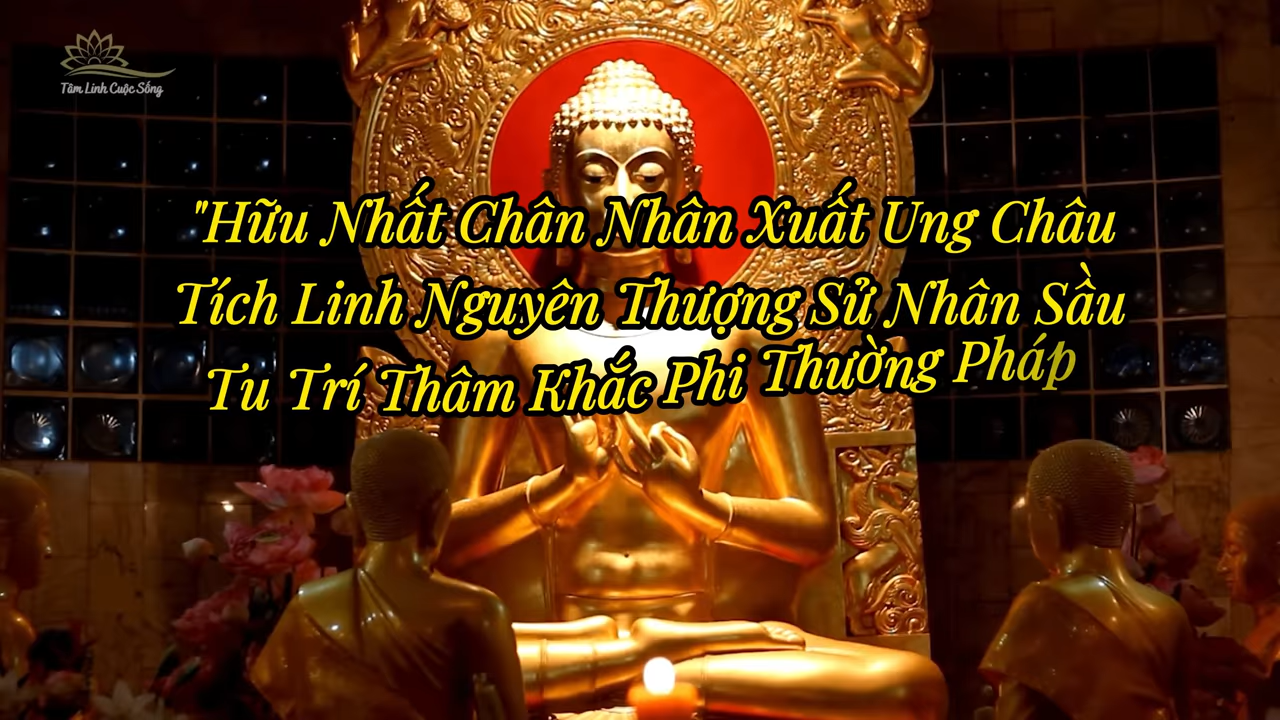 Tâm Linh Cuộc Sống
"Hữu Nhất Chân Nhân Xuất Ung Châu
Tích Linh Nguyên Thượng Sử Nhân Sầu
Tu Trí Thâm Khắc Phi Thường Pháp